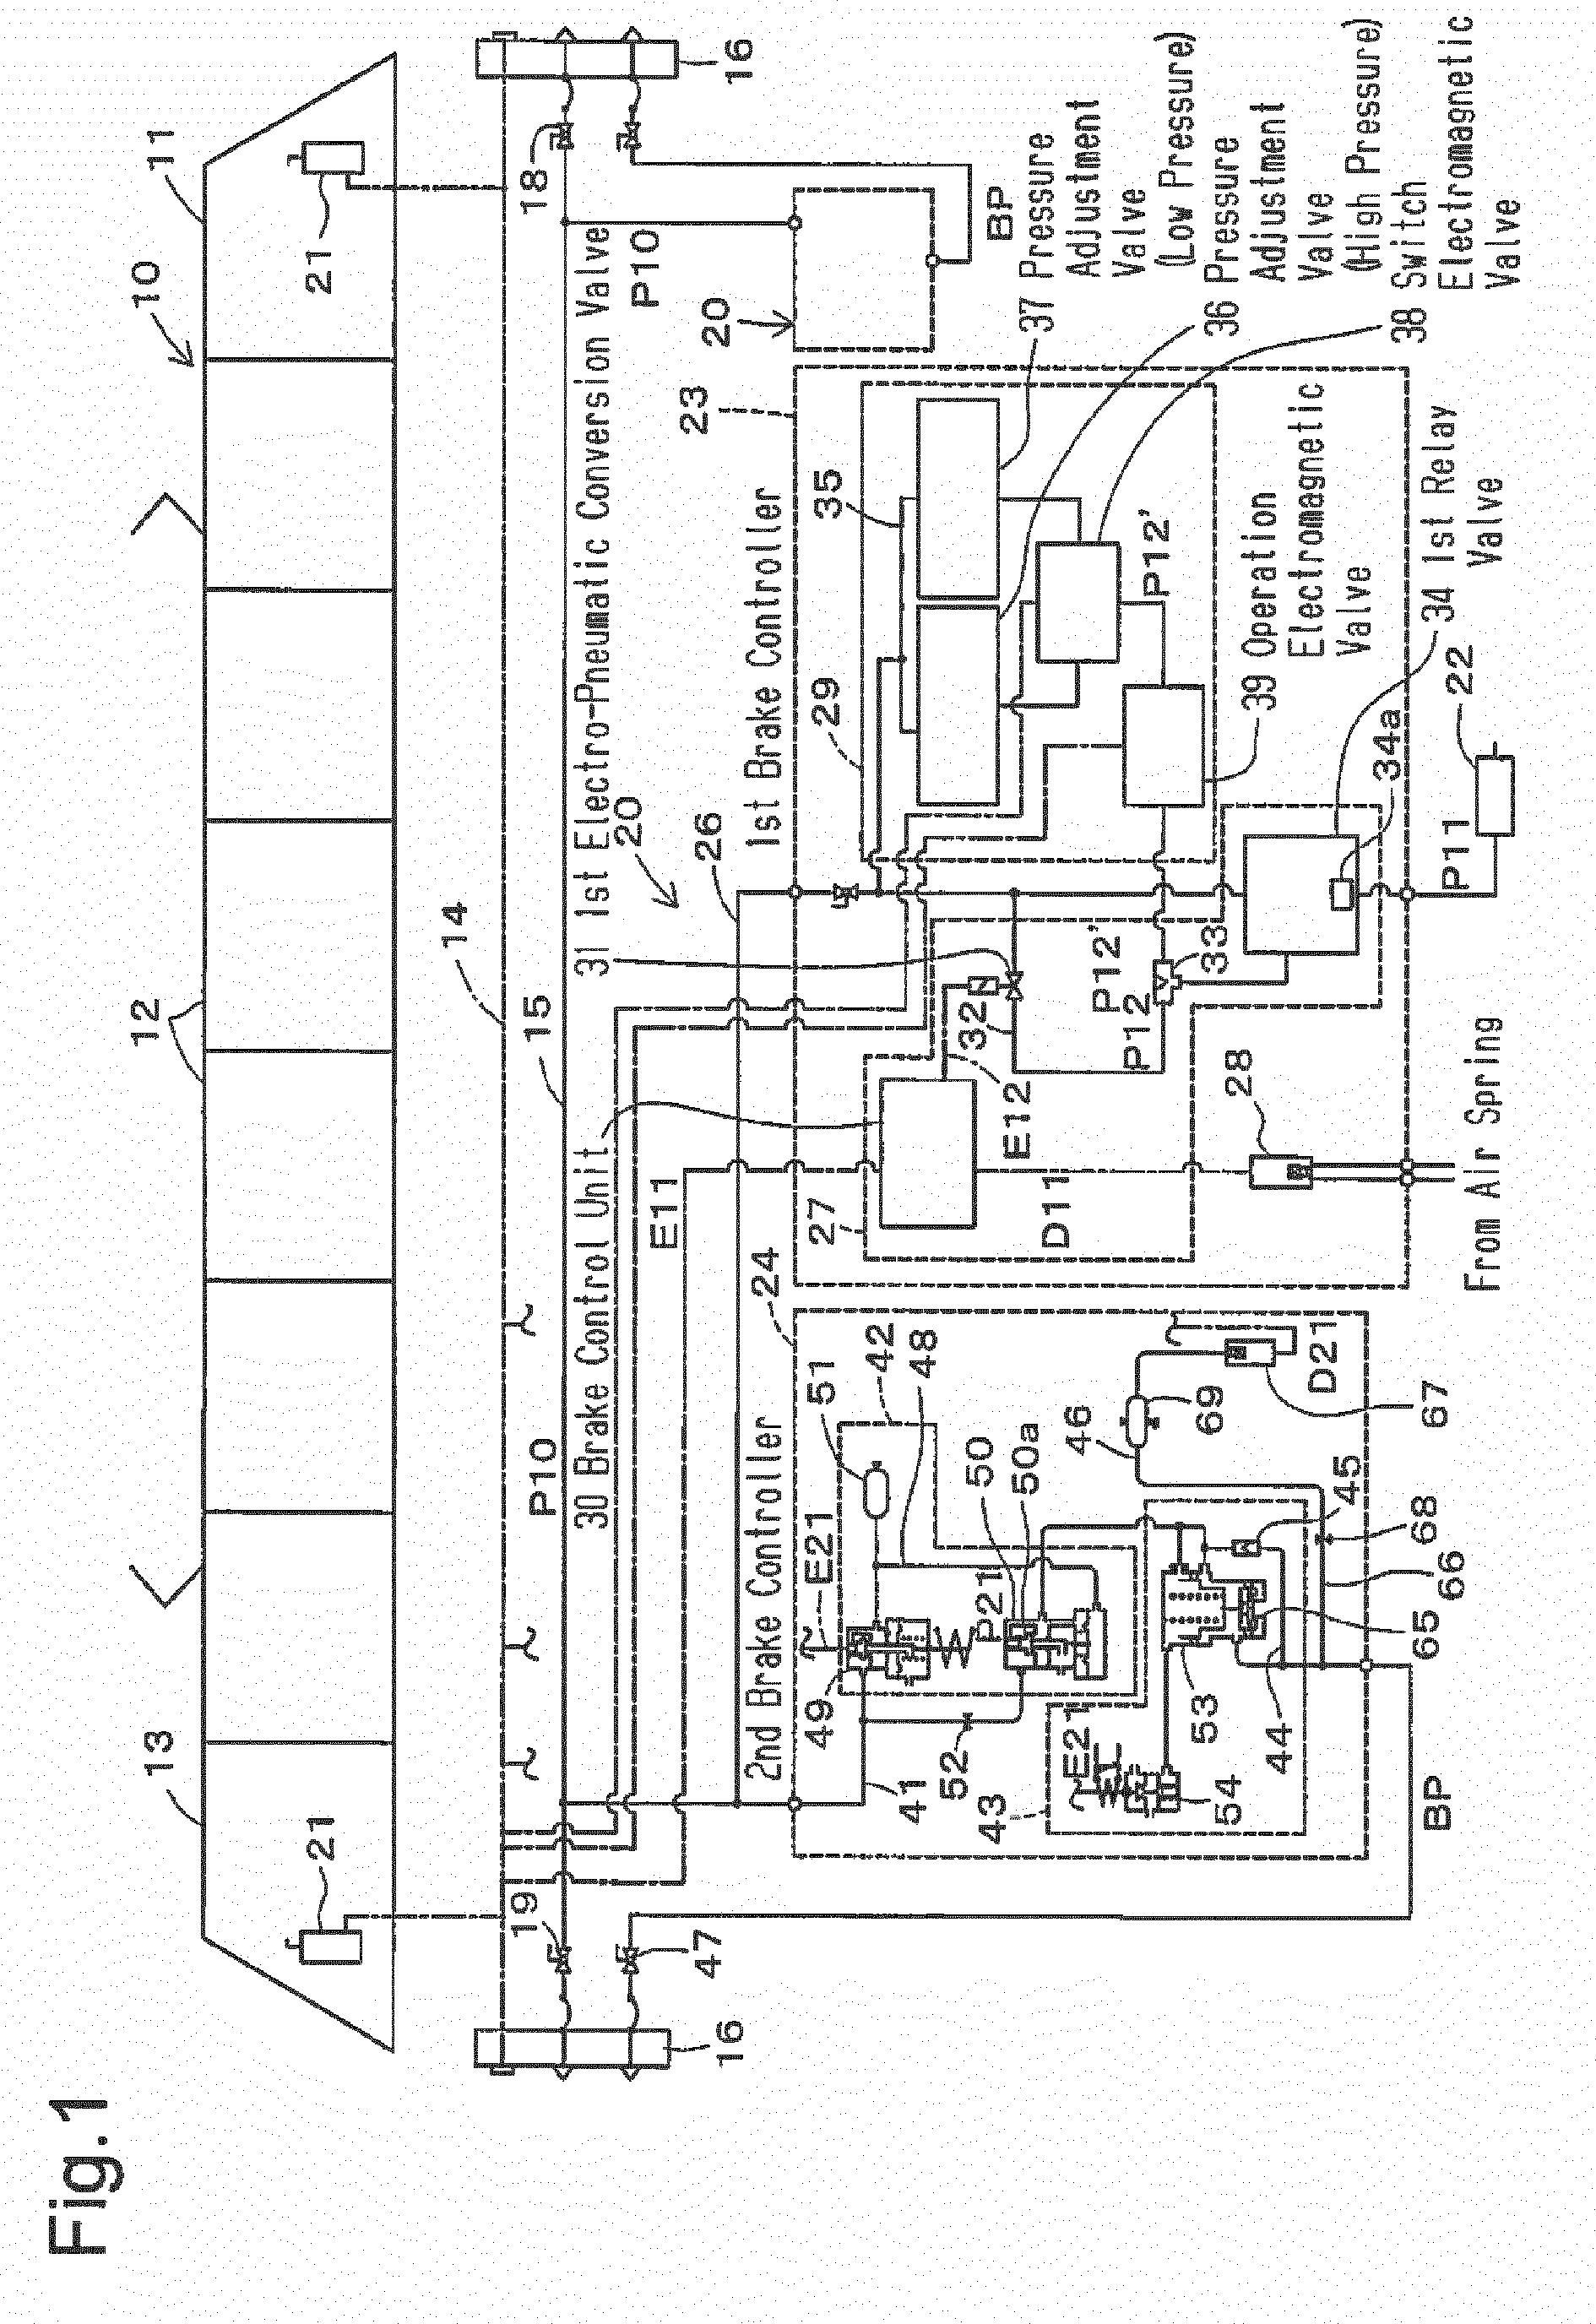 Fig.1
10
11
12
13
21
21
14
15
16
16
18
19
47
P10
P10
BP
BP
20
20
31 1st Electro-Pneumatic Conversion Valve
30 Brake Control Unit
E11
26
23
1st Brake Controller
29
35
37 Pressure
Adjustment
Valve
(Low Pressure)
36 Pressure
Adjustment
Valve
(High Pressure)
38 Switch
Electromagnetic
Valve
39 Operation
Electromagnetic
Valve
34 1st Relay
Valve
34a
22
P11
P12'
P12'
P12
33
32
E12
27
D11
28
From Air Spring
24
2nd Brake Controller
42
51
48
E21
49
50
50a
P21
41
52
43
E21
54
53
44
65
66
68
45
46
69
67
D21